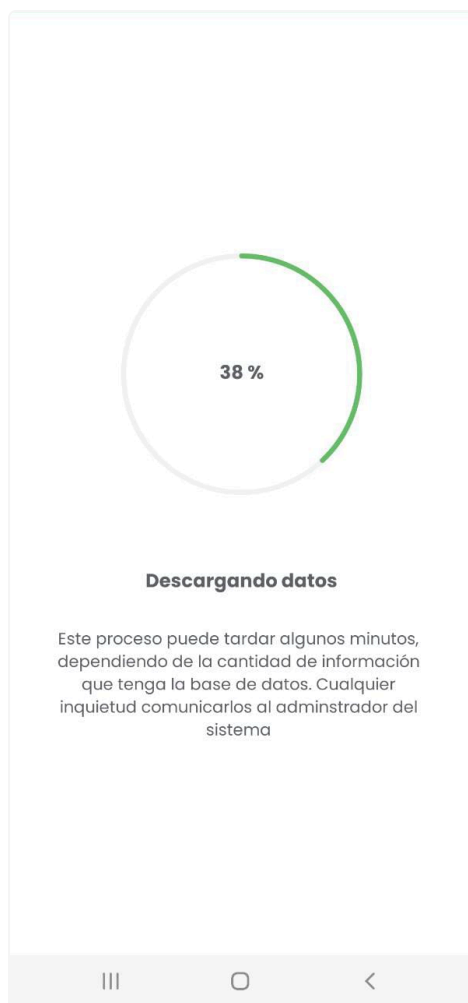 38 %
Descargando datos
Este proceso puede tardar algunos minutos,
dependiendo de la cantidad de información
que tenga la base de datos. Cualquier
inquietud comunicarlos al adminstrador del
sistema